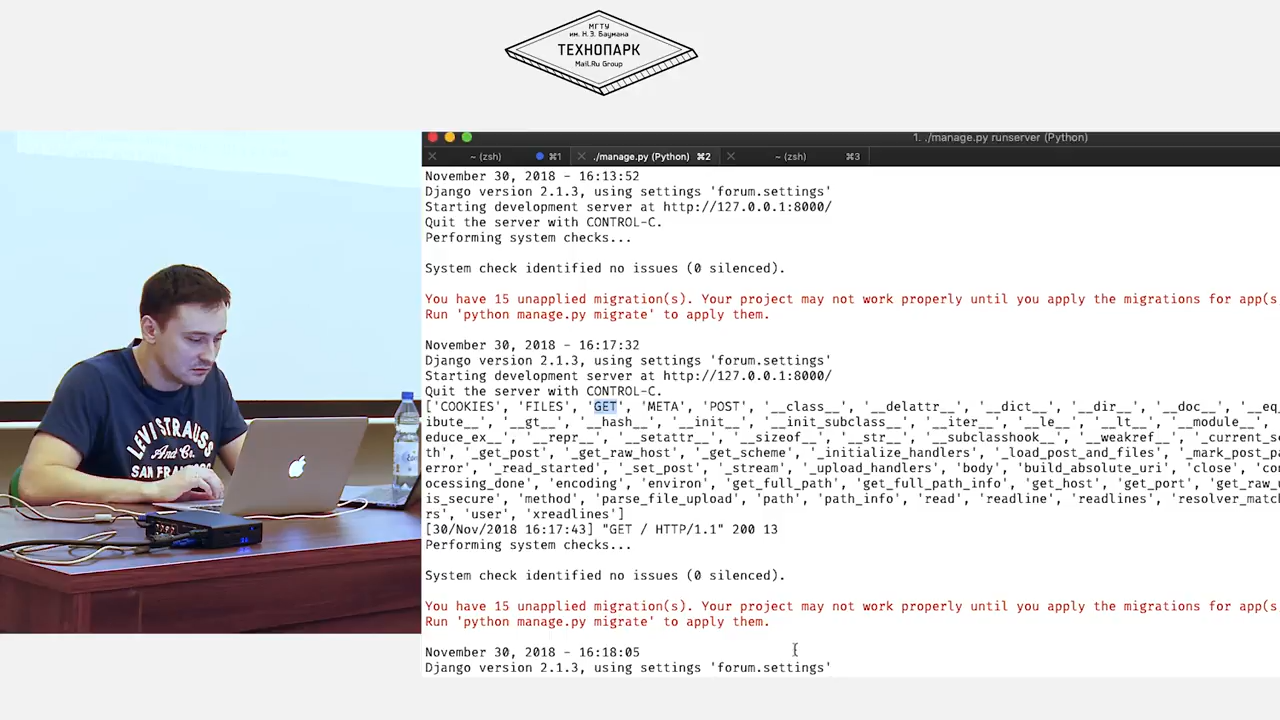 МГТУ
им. Н.Э. Баумана
ТЕХНОПАРК
Mail.Ru Group
1. ./manage.py runserver (Python)
~ (zsh) ⌘1 ./manage.py (Python) ⌘2 ~ (zsh) ⌘3
November 30, 2018 - 16:13:52
Django version 2.1.3, using settings 'forum.settings'
Starting development server at http://127.0.0.1:8000/
Quit the server with CONTROL-C.
Performing system checks...
System check identified no issues (0 silenced).
You have 15 unapplied migration(s). Your project may not work properly until you apply the migrations for app(s
Run 'python manage.py migrate' to apply them.
November 30, 2018 - 16:17:32
Django version 2.1.3, using settings 'forum.settings'
Starting development server at http://127.0.0.1:8000/
Quit the server with CONTROL-C.
['COOKIES', 'FILES', 'GET', 'META', 'POST', '__class__', '__delattr__', '__dict__', '__dir__', '__doc__', '__eq
ibute__', '__gt__', '__hash__', '__init__', '__init_subclass__', '__iter__', '__le__', '__lt__', '__module__',
educe_ex__', '__repr__', '__setattr__', '__sizeof__', '__str__', '__subclasshook__', '__weakref__', '_current_s
th', '_get_post', '_get_raw_host', '_get_scheme', '_initialize_handlers', '_load_post_and_files', '_mark_post_pa
error', '_read_started', '_set_post', '_stream', '_upload_handlers', 'body', 'build_absolute_uri', 'close', 'co
ocessing_done', 'encoding', 'environ', 'get_full_path', 'get_full_path_info', 'get_host', 'get_port', 'get_raw_u
is_secure', 'method', 'parse_file_upload', 'path', 'path_info', 'read', 'readline', 'readlines', 'resolver_matc
rs', 'user', 'xreadlines']
[30/Nov/2018 16:17:43] "GET / HTTP/1.1" 200 13
Performing system checks...
System check identified no issues (0 silenced).
You have 15 unapplied migration(s). Your project may not work properly until you apply the migrations for app(s
Run 'python manage.py migrate' to apply them.
November 30, 2018 - 16:18:05
Django version 2.1.3, using settings 'forum.settings'
LEVI STRAUSS
And Co.
SAN FRANCISCO